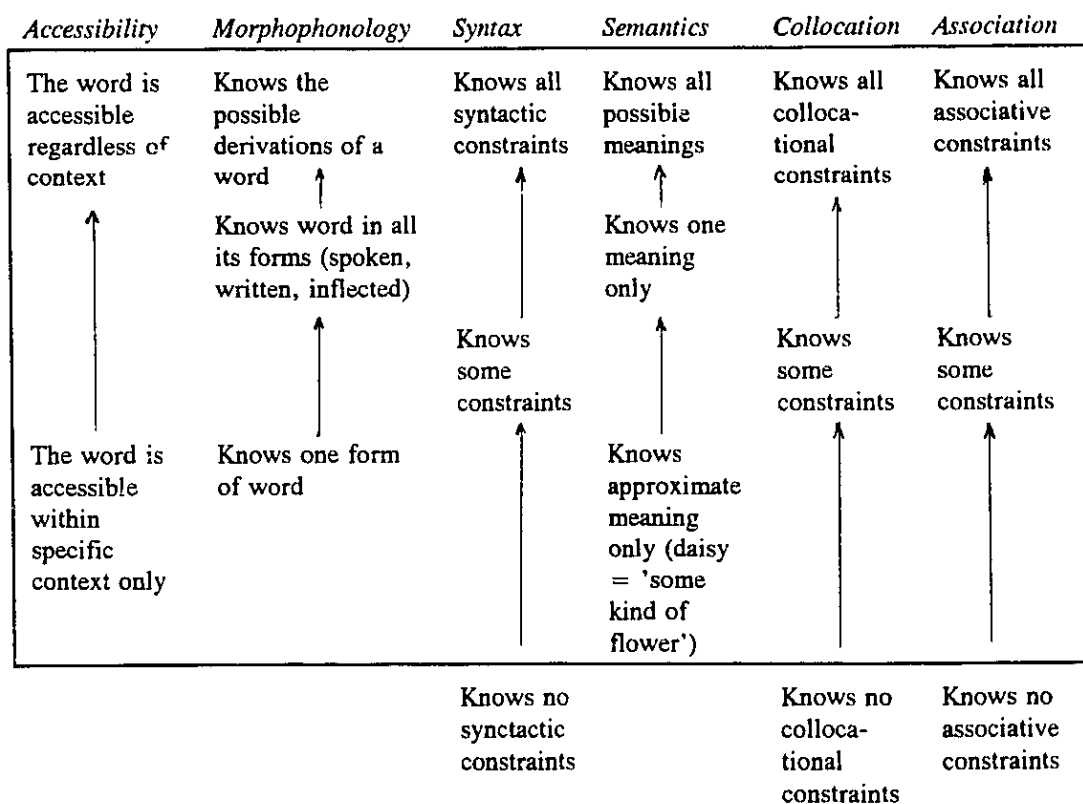 Accessibility Morphophonology Syntax Semantics Collocation Association
The word is
accessible
regardless of
context
Knows the
possible
derivations of a
word
Knows all
syntactic
constraints
Knows all
possible
meanings
Knows all
colloca-
tional
constraints
Knows all
associative
constraints
Knows word in all
its forms (spoken,
written, inflected)
Knows one
meaning
only
Knows
some
constraints
Knows
some
constraints
Knows
some
constraints
The word is
accessible
within
specific
context only
Knows one form
of word
Knows
approximate
meaning
only (daisy
= 'some
kind of
flower')
Knows no
synctactic
constraints
Knows no
colloca-
tional
constraints
Knows no
associative
constraints